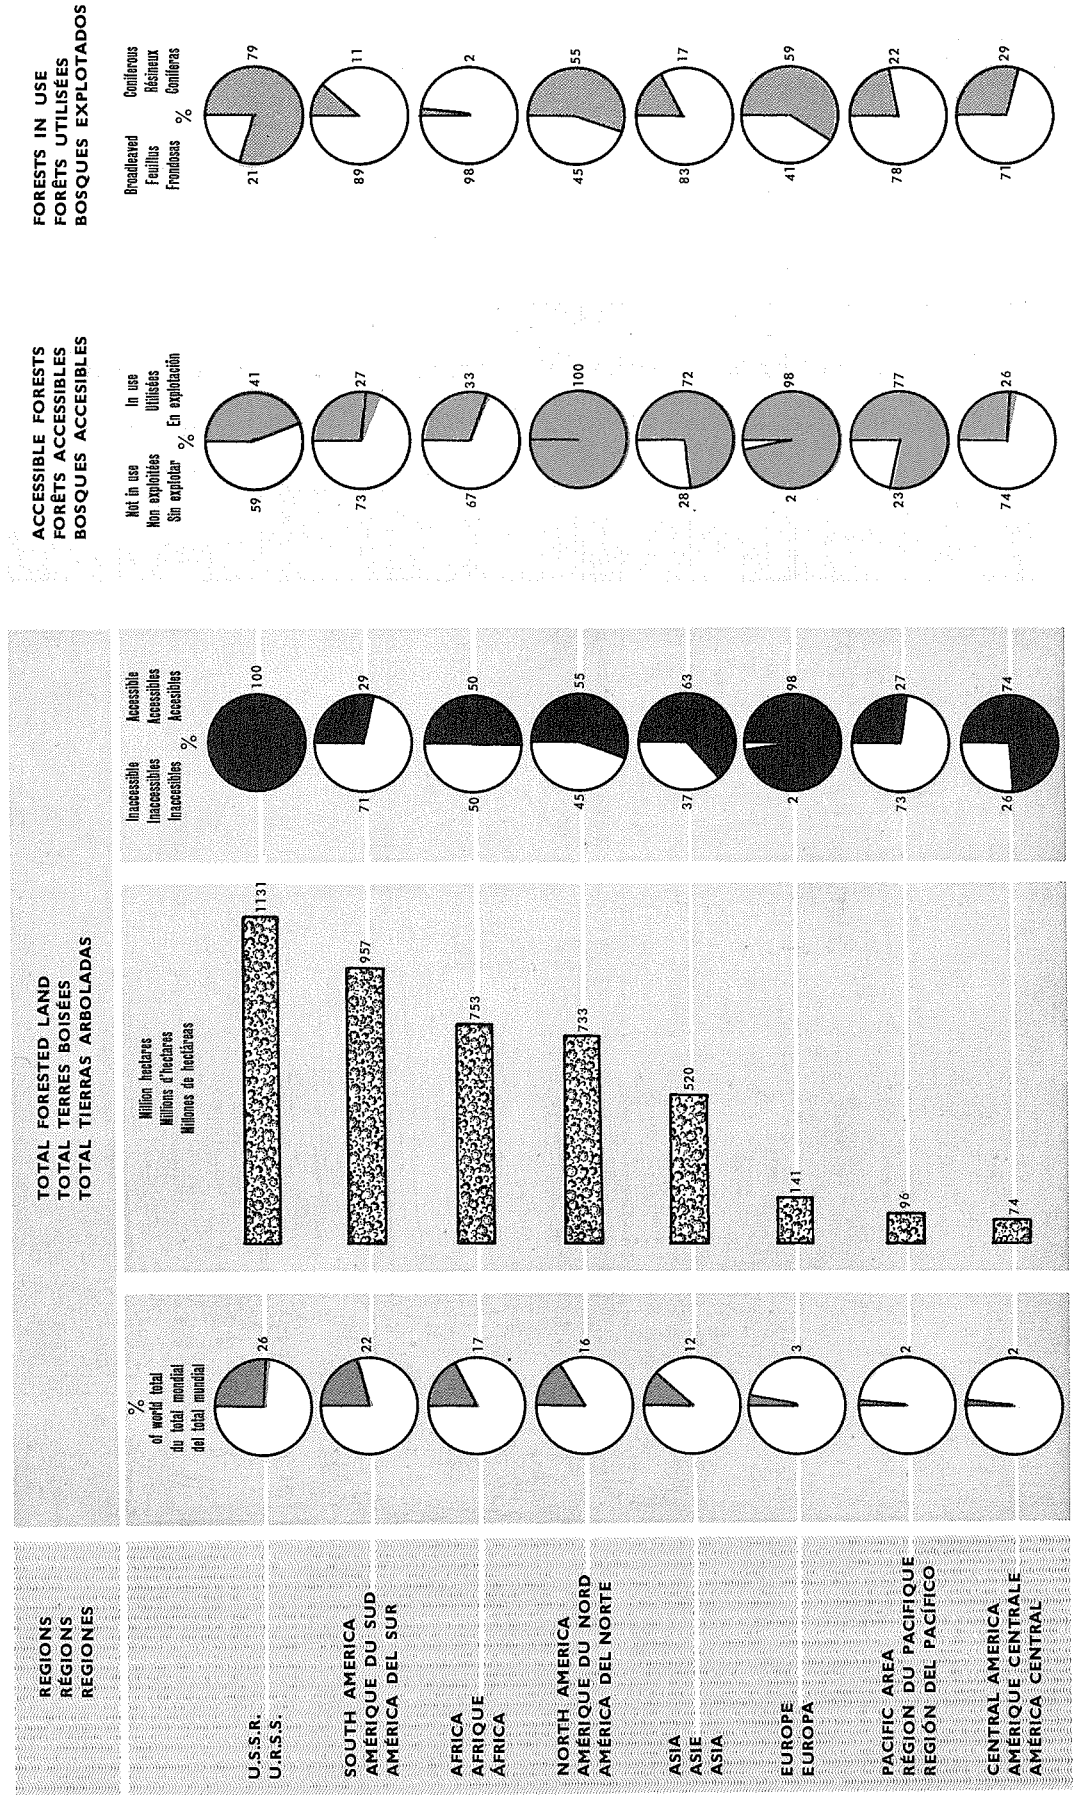 REGIONS
RÉGIONS
REGIONES
TOTAL FORESTED LAND
TOTAL TERRES BOISÉES
TOTAL TIERRAS ARBOLADAS
ACCESSIBLE FORESTS
FORÊTS ACCESSIBLES
BOSQUES ACCESIBLES
FORESTS IN USE
FORÊTS UTILISÉES
BOSQUES EXPLOTADOS
%
of world total
du total mondial
del total mundial
Million hectares
Millions d'hectares
Millones de hectáreas
Inaccessible
Inaccessibles
Inaccesibles
%
Accessible
Accessibles
Accesibles
Not in use
Non exploitées
Sin explotar
%
In use
Utilisées
En explotación
Broadleaved
Feuillus
Frondosas
%
Coniferous
Résineux
Coníferas
U.S.S.R.
U.R.S.S.
26
1131
100
59
41
21
79
SOUTH AMERICA
AMÉRIQUE DU SUD
AMÉRICA DEL SUR
22
957
71
29
73
27
89
11
AFRICA
AFRIQUE
ÁFRICA
17
753
50
50
67
33
98
2
NORTH AMERICA
AMÉRIQUE DU NORD
AMÉRICA DEL NORTE
16
733
45
55
100
45
55
ASIA
ASIE
ASIA
12
520
37
63
28
72
83
17
EUROPE
EUROPA
3
141
2
98
2
98
41
59
PACIFIC AREA
RÉGION DU PACIFIQUE
REGIÓN DEL PACÍFICO
2
96
73
27
23
77
78
22
CENTRAL AMERICA
AMÉRIQUE CENTRALE
AMÉRICA CENTRAL
2
74
26
74
74
26
71
29